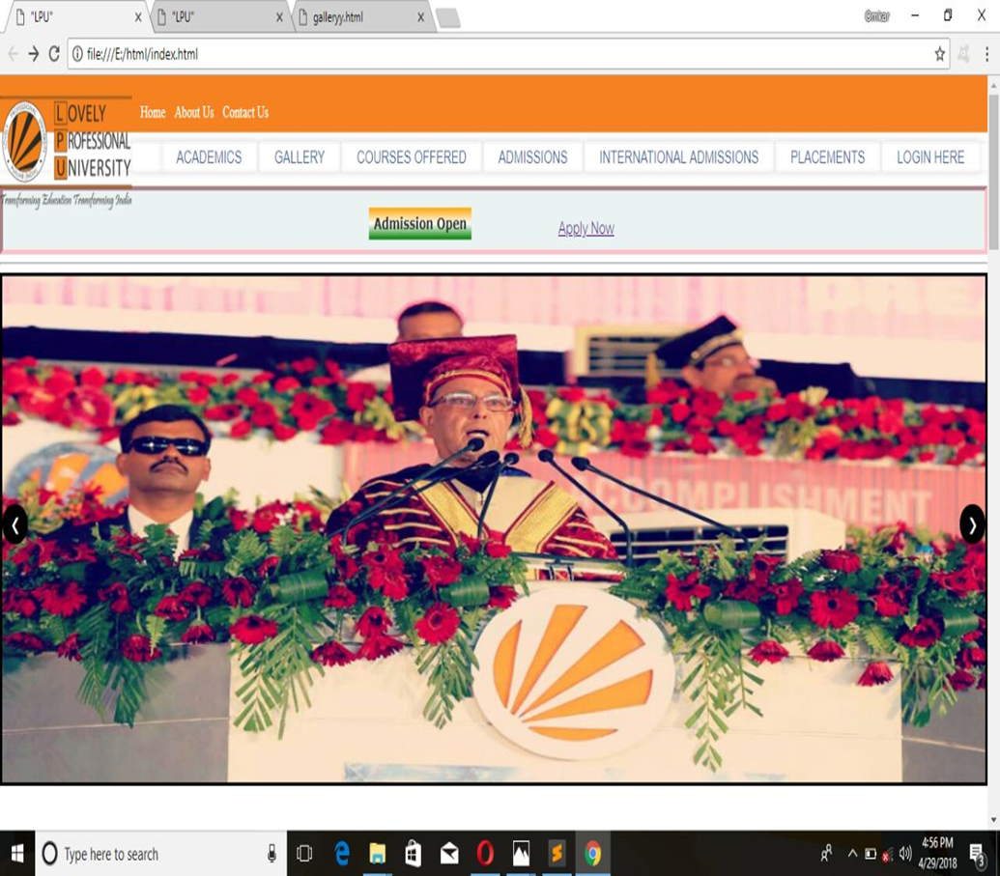 "LPU"
"LPU"
galleryy.html
Omkar
file:///E:/html/index.html
LOVELY
PROFESSIONAL
UNIVERSITY
Transforming Education Transforming India
Home About Us Contact Us
ACADEMICS GALLERY COURSES OFFERED ADMISSIONS INTERNATIONAL ADMISSIONS PLACEMENTS LOGIN HERE
Admission Open Apply Now
CCOMPLISHMENT
Type here to search
4:56 PM
4/29/2018
3